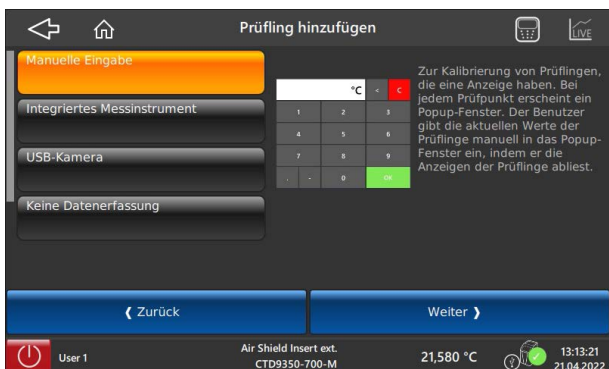 Prüfling hinzufügen
LIVE
Manuelle Eingabe
Integriertes Messinstrument
USB-Kamera
Keine Datenerfassung
°C < C
1 2 3
4 5 6
7 8 9
. - 0 OK
Zur Kalibrierung von Prüflingen,
die eine Anzeige haben. Bei
jedem Prüfpunkt erscheint ein
Popup-Fenster. Der Benutzer
gibt die aktuellen Werte der
Prüflinge manuell in das Popup-
Fenster ein, indem er die
Anzeigen der Prüflinge abliest.
❰ Zurück
Weiter ❱
User 1
Air Shield Insert ext.
CTD9350-700-M
21,580 °C
13:13:21
21.04.2022